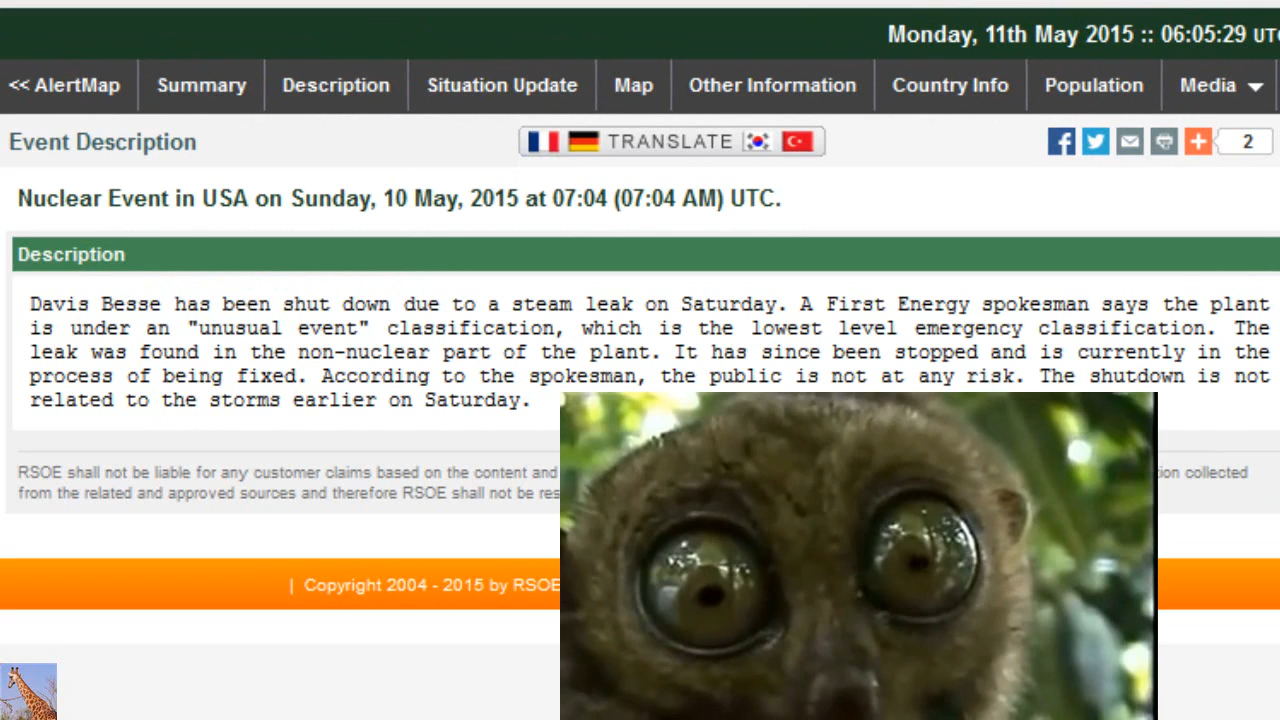 Monday, 11th May 2015 :: 06:05:29 UTC
<< AlertMap Summary Description Situation Update Map Other Information Country Info Population Media
Event Description TRANSLATE 2
Nuclear Event in USA on Sunday, 10 May, 2015 at 07:04 (07:04 AM) UTC.
Description
Davis Besse has been shut down due to a steam leak on Saturday. A First Energy spokesman says the plant
is under an "unusual event" classification, which is the lowest level emergency classification. The
leak was found in the non-nuclear part of the plant. It has since been stopped and is currently in the
process of being fixed. According to the spokesman, the public is not at any risk. The shutdown is not
related to the storms earlier on Saturday.
RSOE shall not be liable for any customer claims based on the content and collected
from the related and approved sources and therefore RSOE shall not be
| Copyright 2004 - 2015 by RSOE